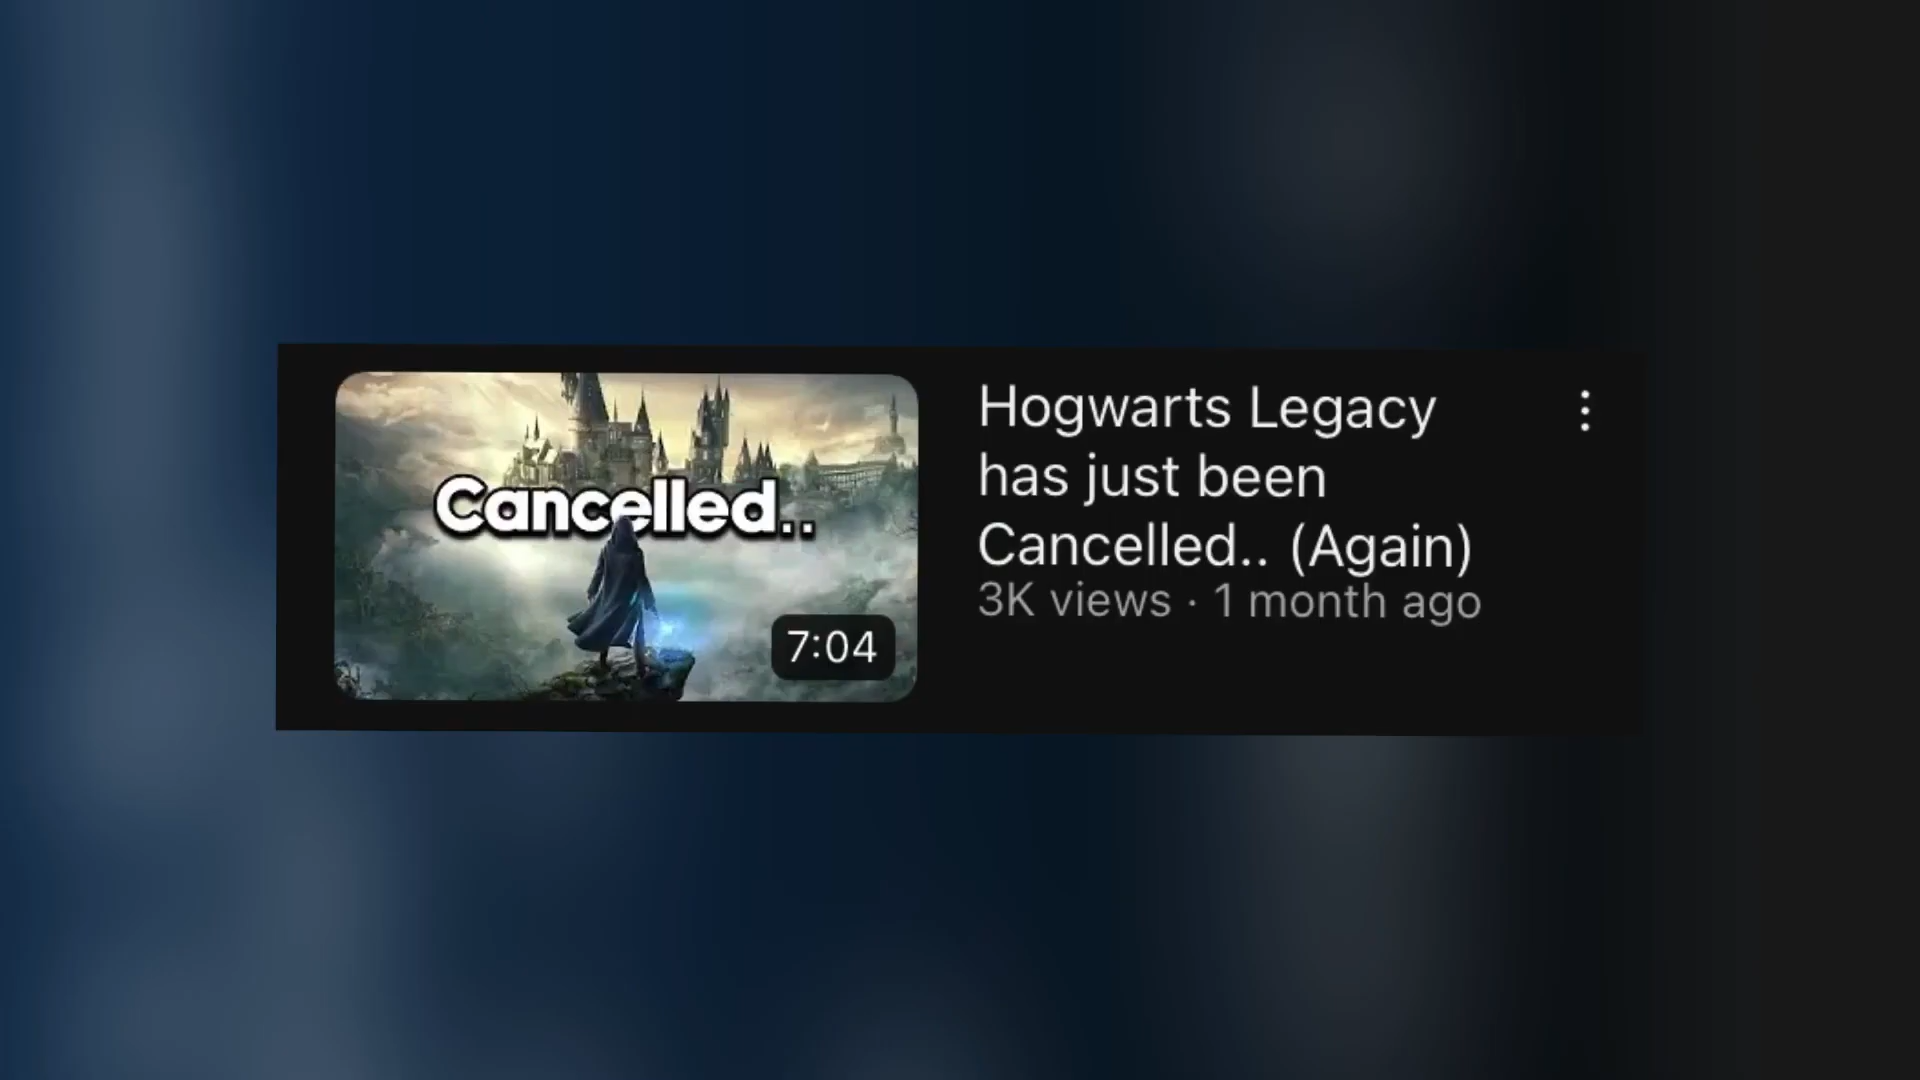 Cancelled..
7:04
Hogwarts Legacy
has just been
Cancelled.. (Again)
3K views · 1 month ago